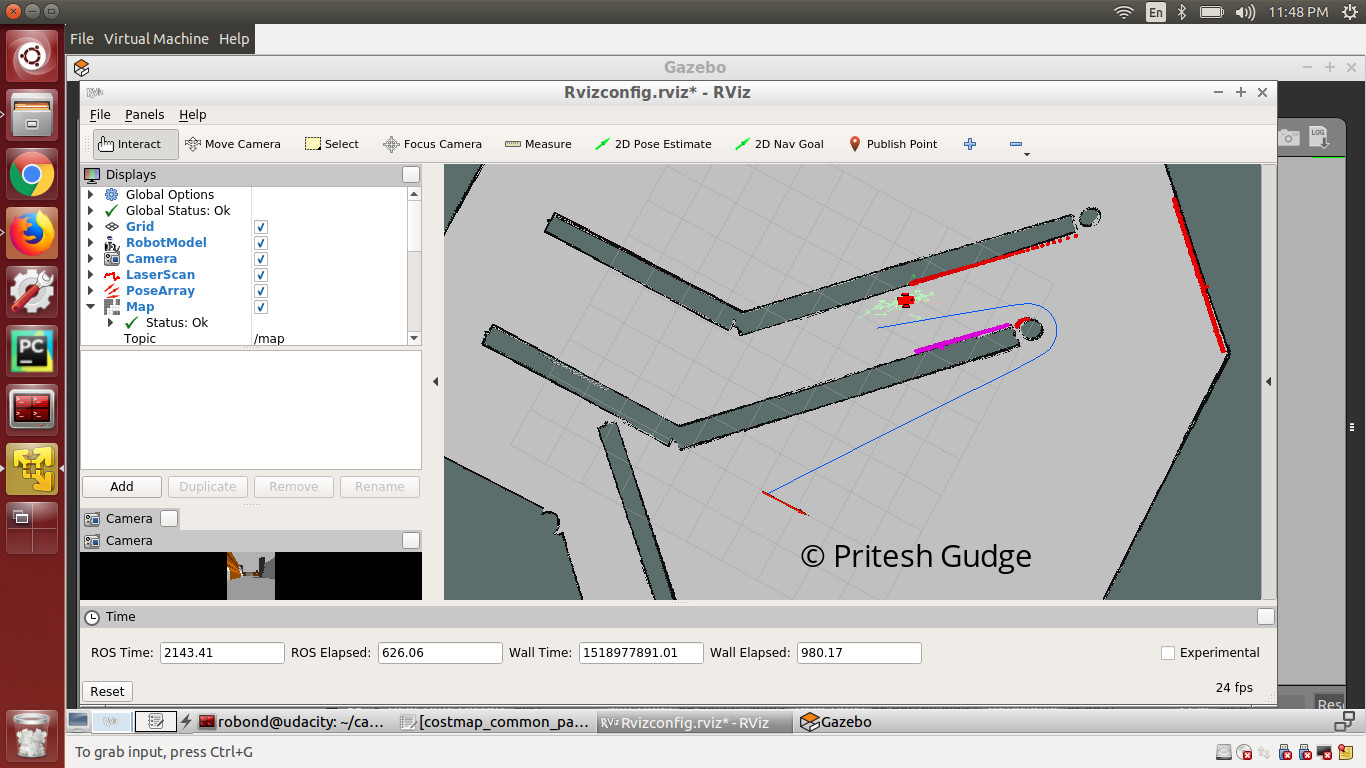 En
11:48 PM
File Virtual Machine Help
Gazebo
Rvizconfig.rviz* - RViz
File Panels Help
Interact Move Camera Select Focus Camera Measure 2D Pose Estimate 2D Nav Goal Publish Point
LOG
Displays
Global Options
Global Status: Ok
Grid
RobotModel
Camera
LaserScan
PoseArray
Map
Status: Ok
Topic /map
Add Duplicate Remove Rename
Camera
Camera
© Pritesh Gudge
Time
ROS Time: 2143.41 ROS Elapsed: 626.06 Wall Time: 1518977891.01 Wall Elapsed: 980.17 Experimental
Reset 24 fps
PC
robond@udacity: ~/ca... [costmap_common_pa... Rvizconfig.rviz* - RViz Gazebo
To grab input, press Ctrl+G